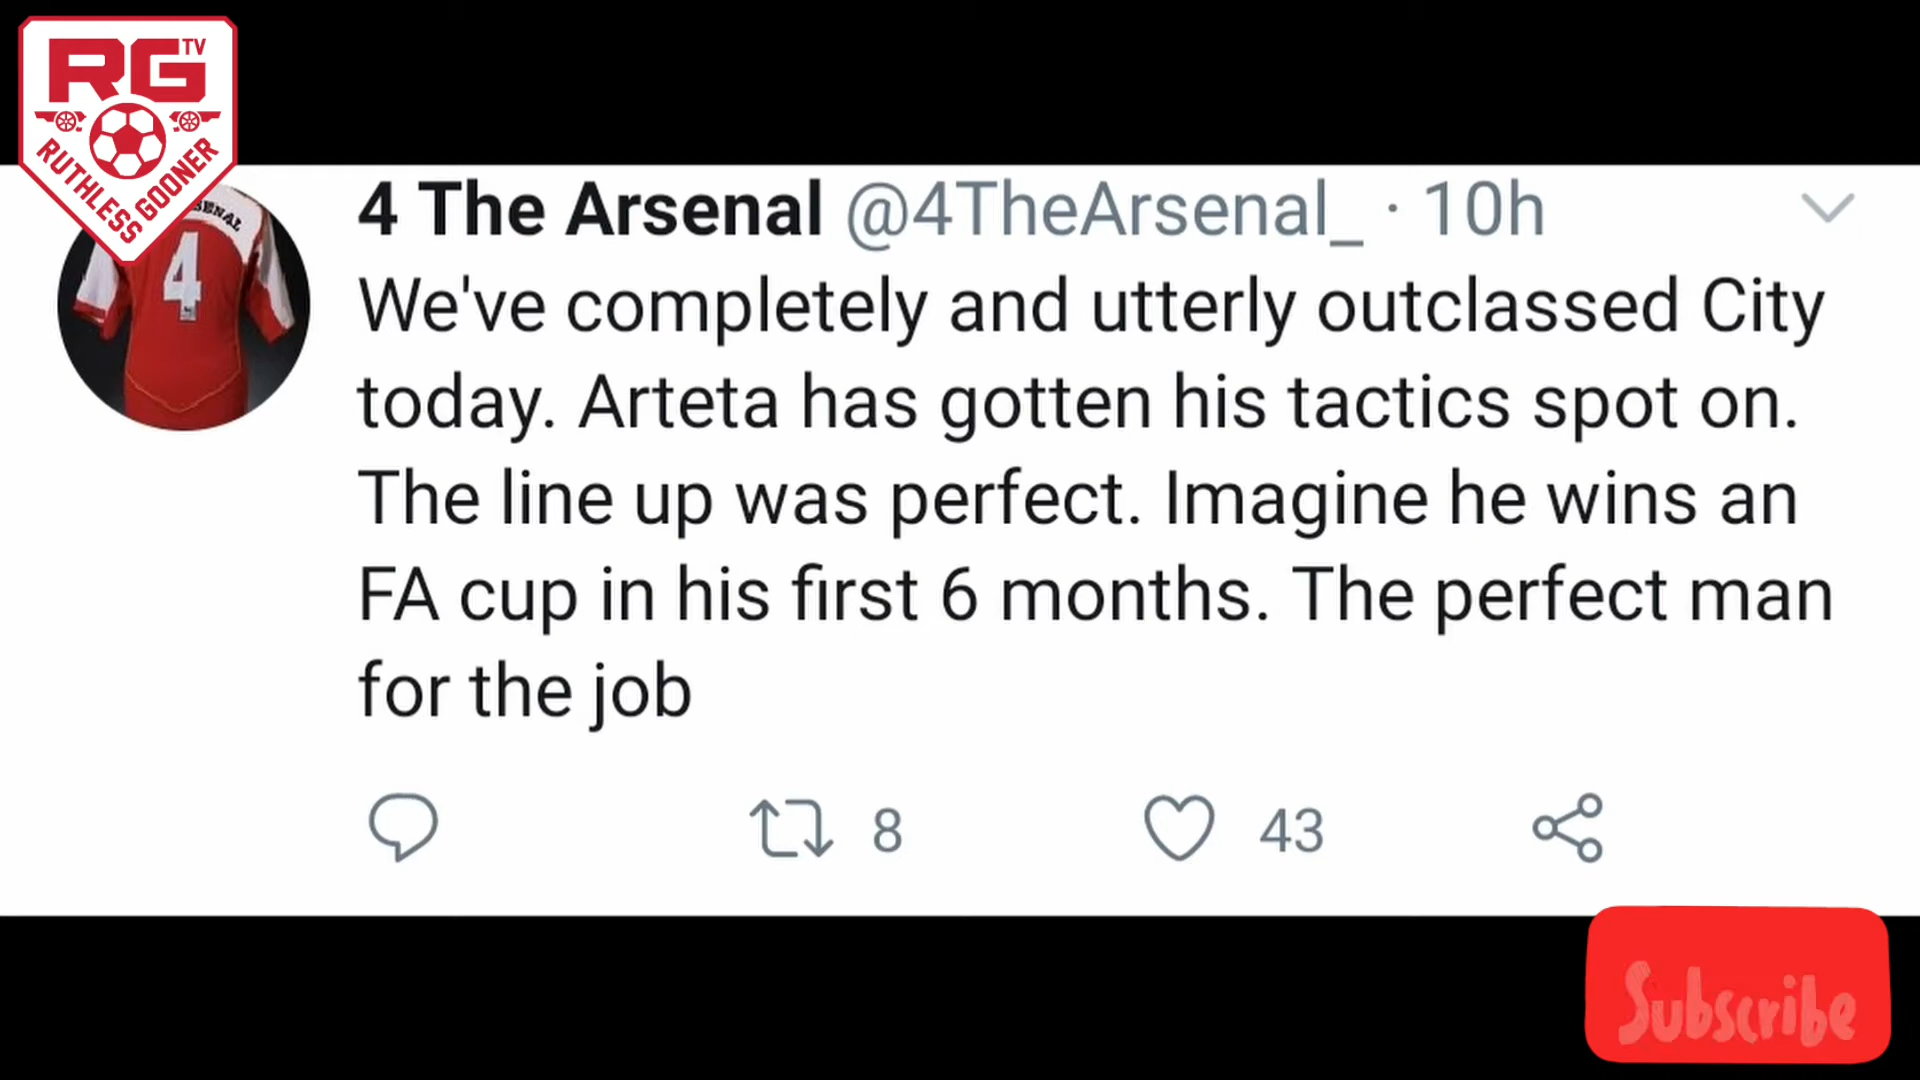 RG TV
RUTHLESS GOONER
4 The Arsenal @4TheArsenal_ · 10h
We've completely and utterly outclassed City
today. Arteta has gotten his tactics spot on.
The line up was perfect. Imagine he wins an
FA cup in his first 6 months. The perfect man
for the job
8 43
4
Subscribe